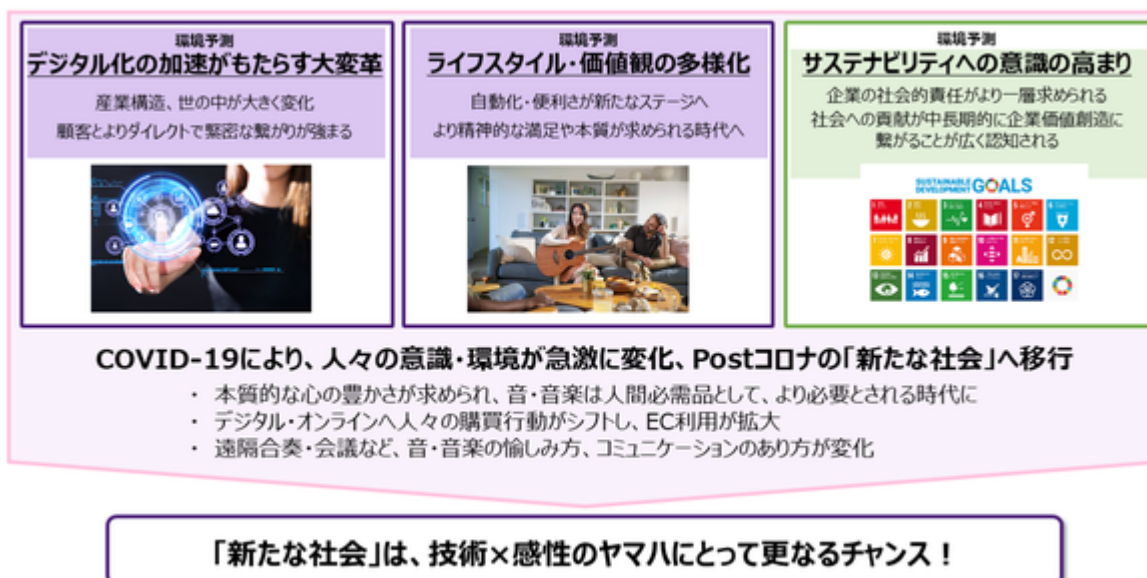 環境予測
デジタル化の加速がもたらす大変革
産業構造、世の中が大きく変化
顧客とよりダイレクトで緊密な繋がりが強まる
環境予測
ライフスタイル・価値観の多様化
自動化・便利さが新たなステージへ
より精神的な満足や本質が求められる時代へ
環境予測
サステナビリティへの意識の高まり
企業の社会的責任がより一層求められる
社会への貢献が中長期的に企業価値創造に
繋がることが広く認知される
SUSTAINABLE DEVELOPMENT GOALS
COVID-19により、人々の意識・環境が急激に変化、Postコロナの「新たな社会」へ移行
・ 本質的な心の豊かさが求められ、音・音楽は人間必需品として、より必要とされる時代に
・ デジタル・オンラインへ人々の購買行動がシフトし、EC利用が拡大
・ 遠隔合奏・会議など、音・音楽の愉しみ方、コミュニケーションのあり方が変化
「新たな社会」は、技術×感性のヤマハにとって更なるチャンス！